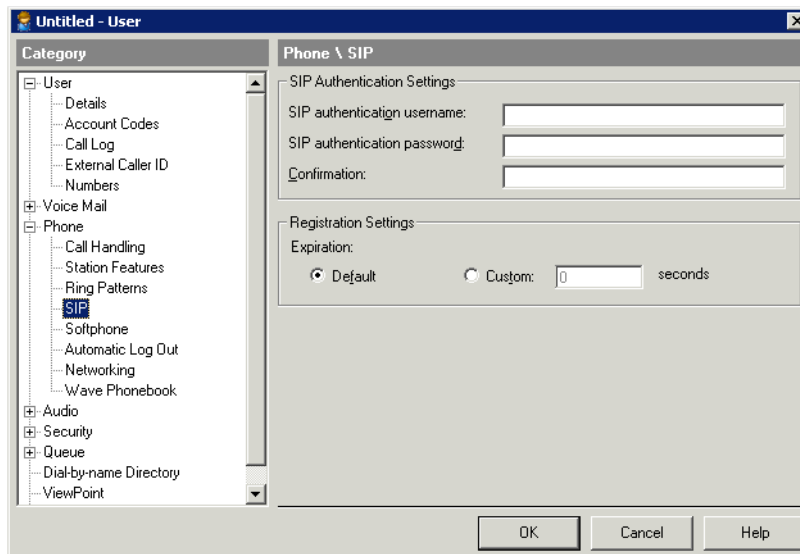 Untitled - User
Category
User
Details
Account Codes
Call Log
External Caller ID
Numbers
Voice Mail
Phone
Call Handling
Station Features
Ring Patterns
SIP
Softphone
Automatic Log Out
Networking
Wave Phonebook
Audio
Security
Queue
Dial-by-name Directory
ViewPoint
Phone \ SIP
SIP Authentication Settings
SIP authentication username:
SIP authentication password:
Confirmation:
Registration Settings
Expiration:
Default Custom: 0 seconds
OK Cancel Help